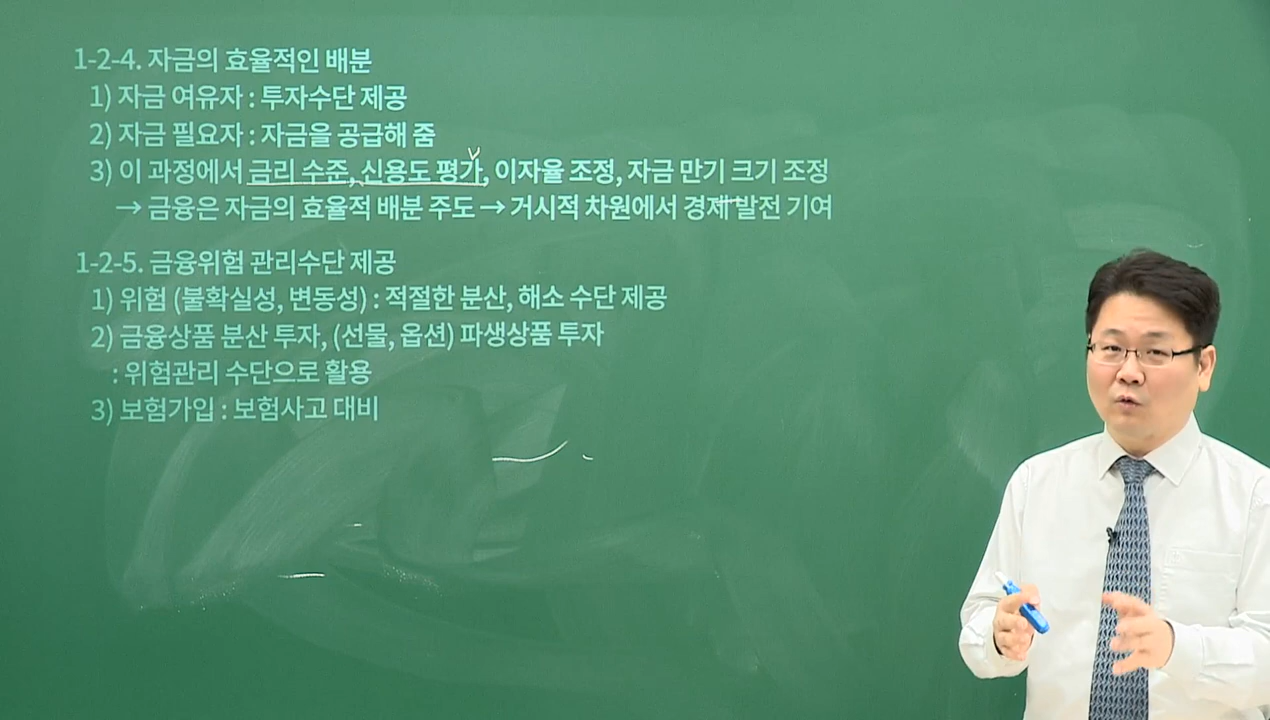 1-2-4. 자금의 효율적인 배분
1) 자금 여유자 : 투자수단 제공
2) 자금 필요자 : 자금을 공급해 줌
3) 이 과정에서 금리 수준, 신용도 평가, 이자율 조정, 자금 만기 크기 조정
→ 금융은 자금의 효율적 배분 주도 → 거시적 차원에서 경제 발전 기여
1-2-5. 금융위험 관리수단 제공
1) 위험 (불확실성, 변동성) : 적절한 분산, 해소 수단 제공
2) 금융상품 분산 투자, (선물, 옵션) 파생상품 투자
: 위험관리 수단으로 활용
3) 보험가입 : 보험사고 대비